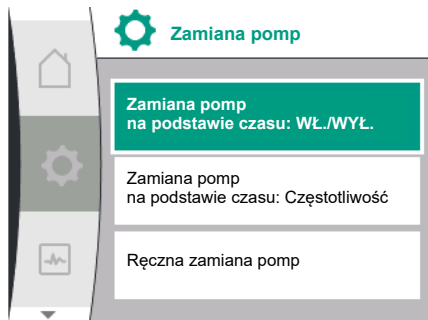 Zamiana pomp
Zamiana pomp
na podstawie czasu: WŁ./WYŁ.
Zamiana pomp
na podstawie czasu: Częstotliwość
Ręczna zamiana pomp